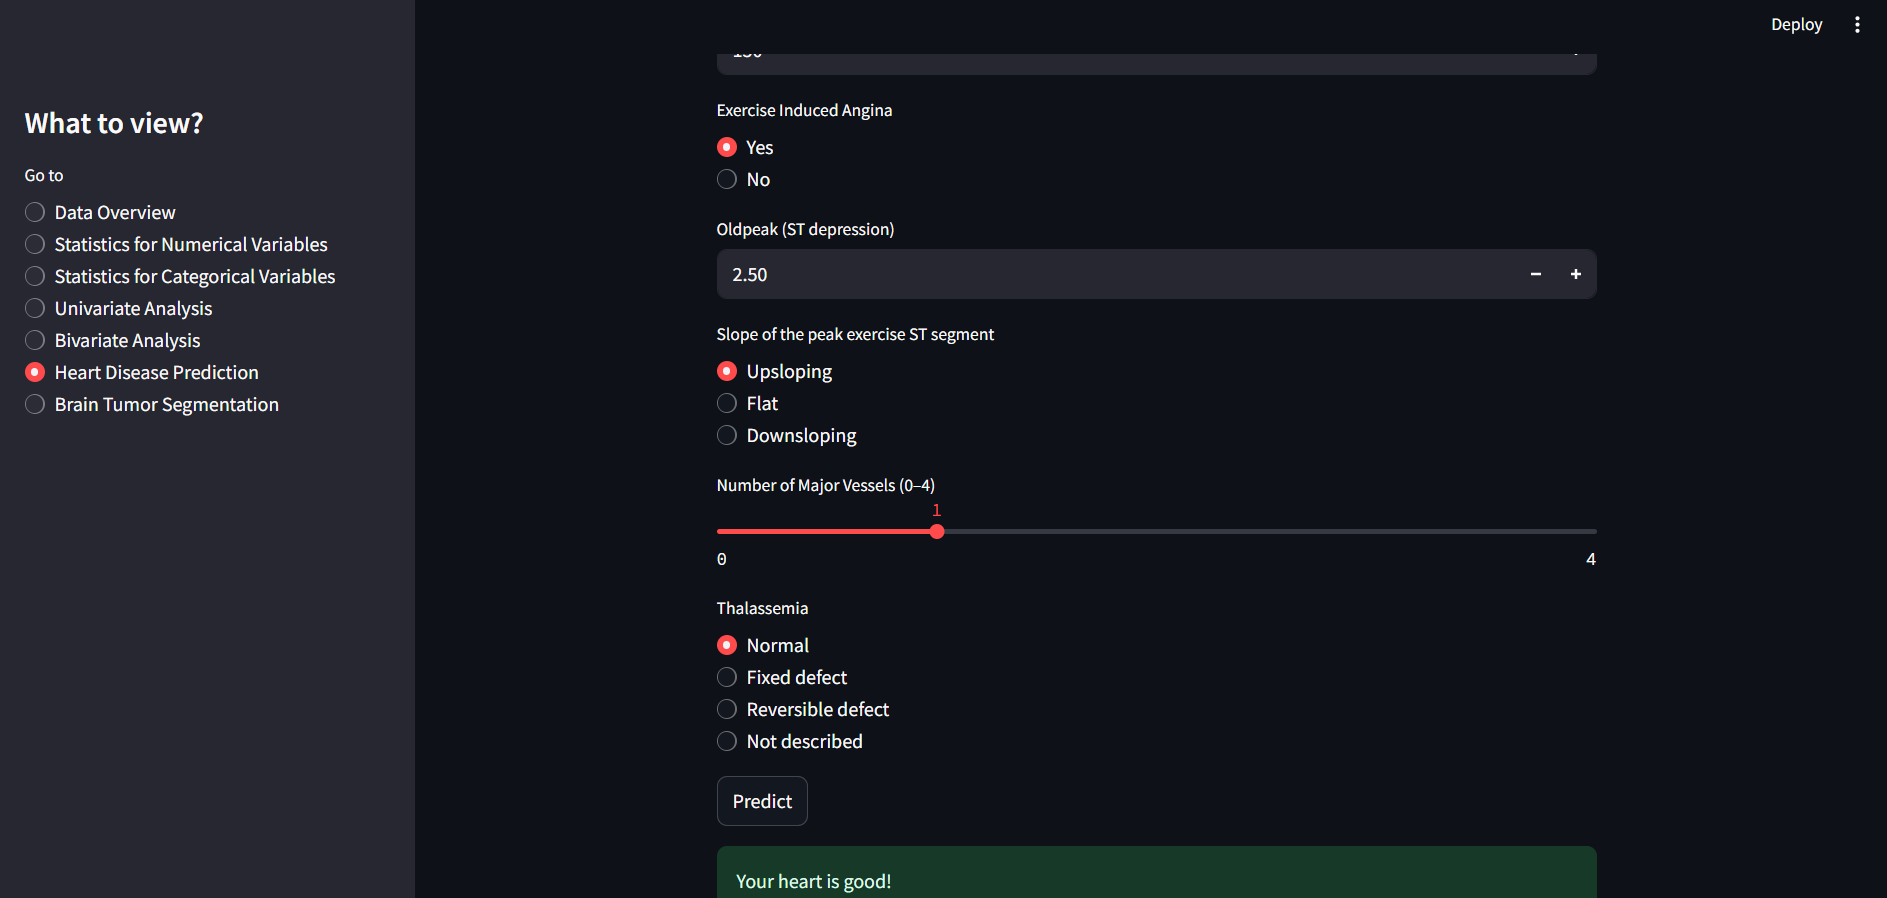 Deploy
What to view?
Go to
Data Overview
Statistics for Numerical Variables
Statistics for Categorical Variables
Univariate Analysis
Bivariate Analysis
Heart Disease Prediction
Brain Tumor Segmentation
Exercise Induced Angina
Yes
No
Oldpeak (ST depression)
2.50
Slope of the peak exercise ST segment
Upsloping
Flat
Downsloping
Number of Major Vessels (0–4)
1
0 4
Thalassemia
Normal
Fixed defect
Reversible defect
Not described
Predict
Your heart is good!